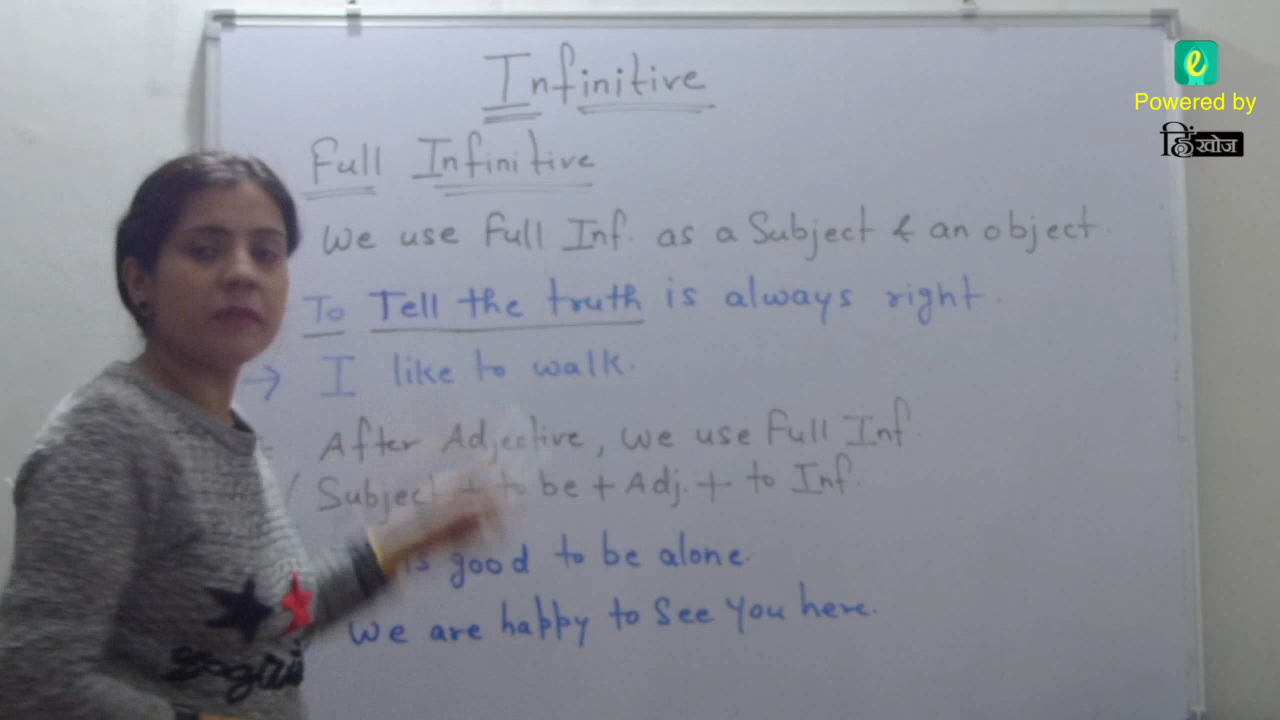 Infinitive
Full Infinitive
We use Full Inf. as a Subject & an object.
To Tell the truth is always right.
→ I like to walk.
After Adjective, we use Full Inf.
(Subject + to be + Adj. + to Inf.
is good to be alone.
We are happy to see you here.
e
Powered by
हिंखोज